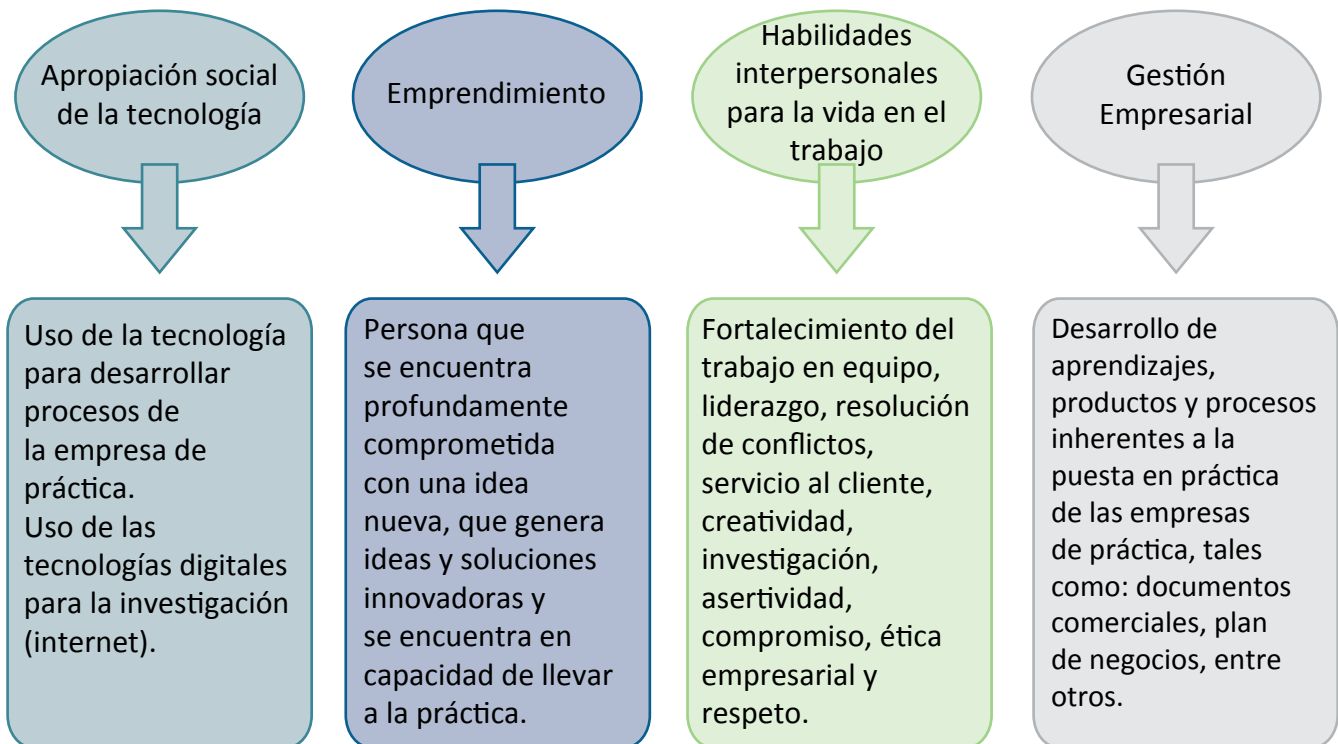 Apropiación social
de la tecnología
Uso de la tecnología
para desarrollar
procesos de
la empresa de
práctica.
Uso de las
tecnologías digitales
para la investigación
(internet).
Emprendimiento
Persona que
se encuentra
profundamente
comprometida
con una idea
nueva, que genera
ideas y soluciones
innovadoras y
se encuentra en
capacidad de llevar
a la práctica.
Habilidades
interpersonales
para la vida en el
trabajo
Fortalecimiento del
trabajo en equipo,
liderazgo, resolución
de conflictos,
servicio al cliente,
creatividad,
investigación,
asertividad,
compromiso, ética
empresarial y
respeto.
Gestión
Empresarial
Desarrollo de
aprendizajes,
productos y procesos
inherentes a la
puesta en práctica
de las empresas
de práctica, tales
como: documentos
comerciales, plan
de negocios, entre
otros.